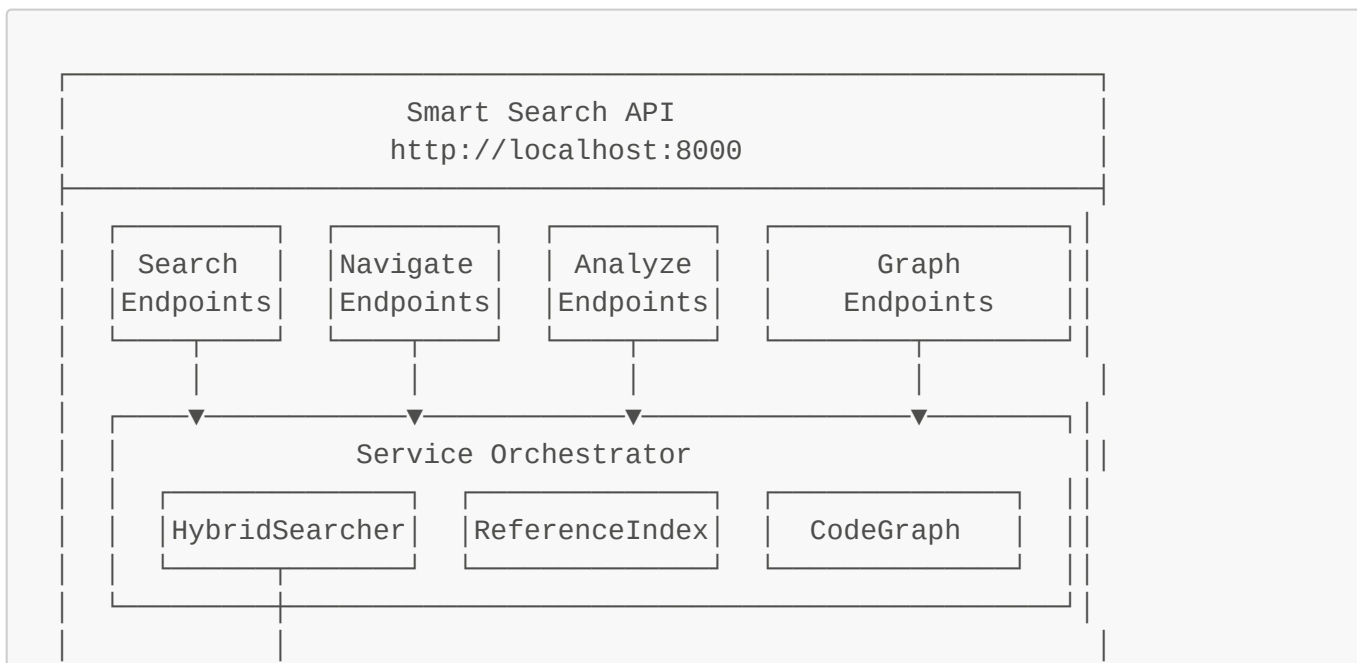 Smart Search API
http://localhost:8000
Search Navigate Analyze Graph
Endpoints Endpoints Endpoints Endpoints
Service Orchestrator
HybridSearcher ReferenceIndex CodeGraph